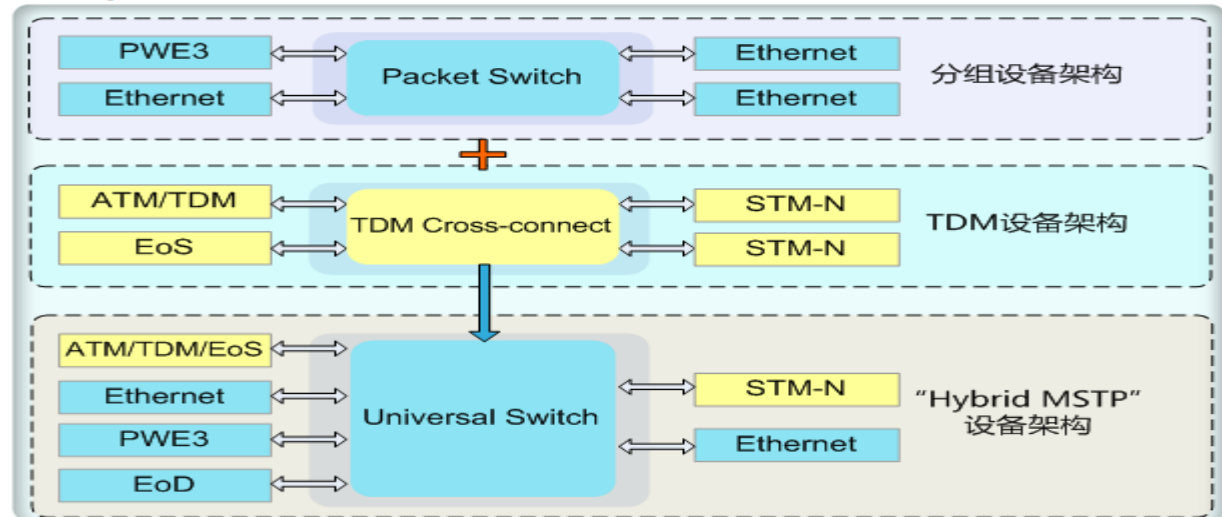 PWE3
Ethernet
Packet Switch
Ethernet
Ethernet
分组设备架构
ATM/TDM
EoS
TDM Cross-connect
STM-N
STM-N
TDM设备架构
ATM/TDM/EoS
Ethernet
PWE3
EoD
Universal Switch
STM-N
Ethernet
"Hybrid MSTP"
设备架构